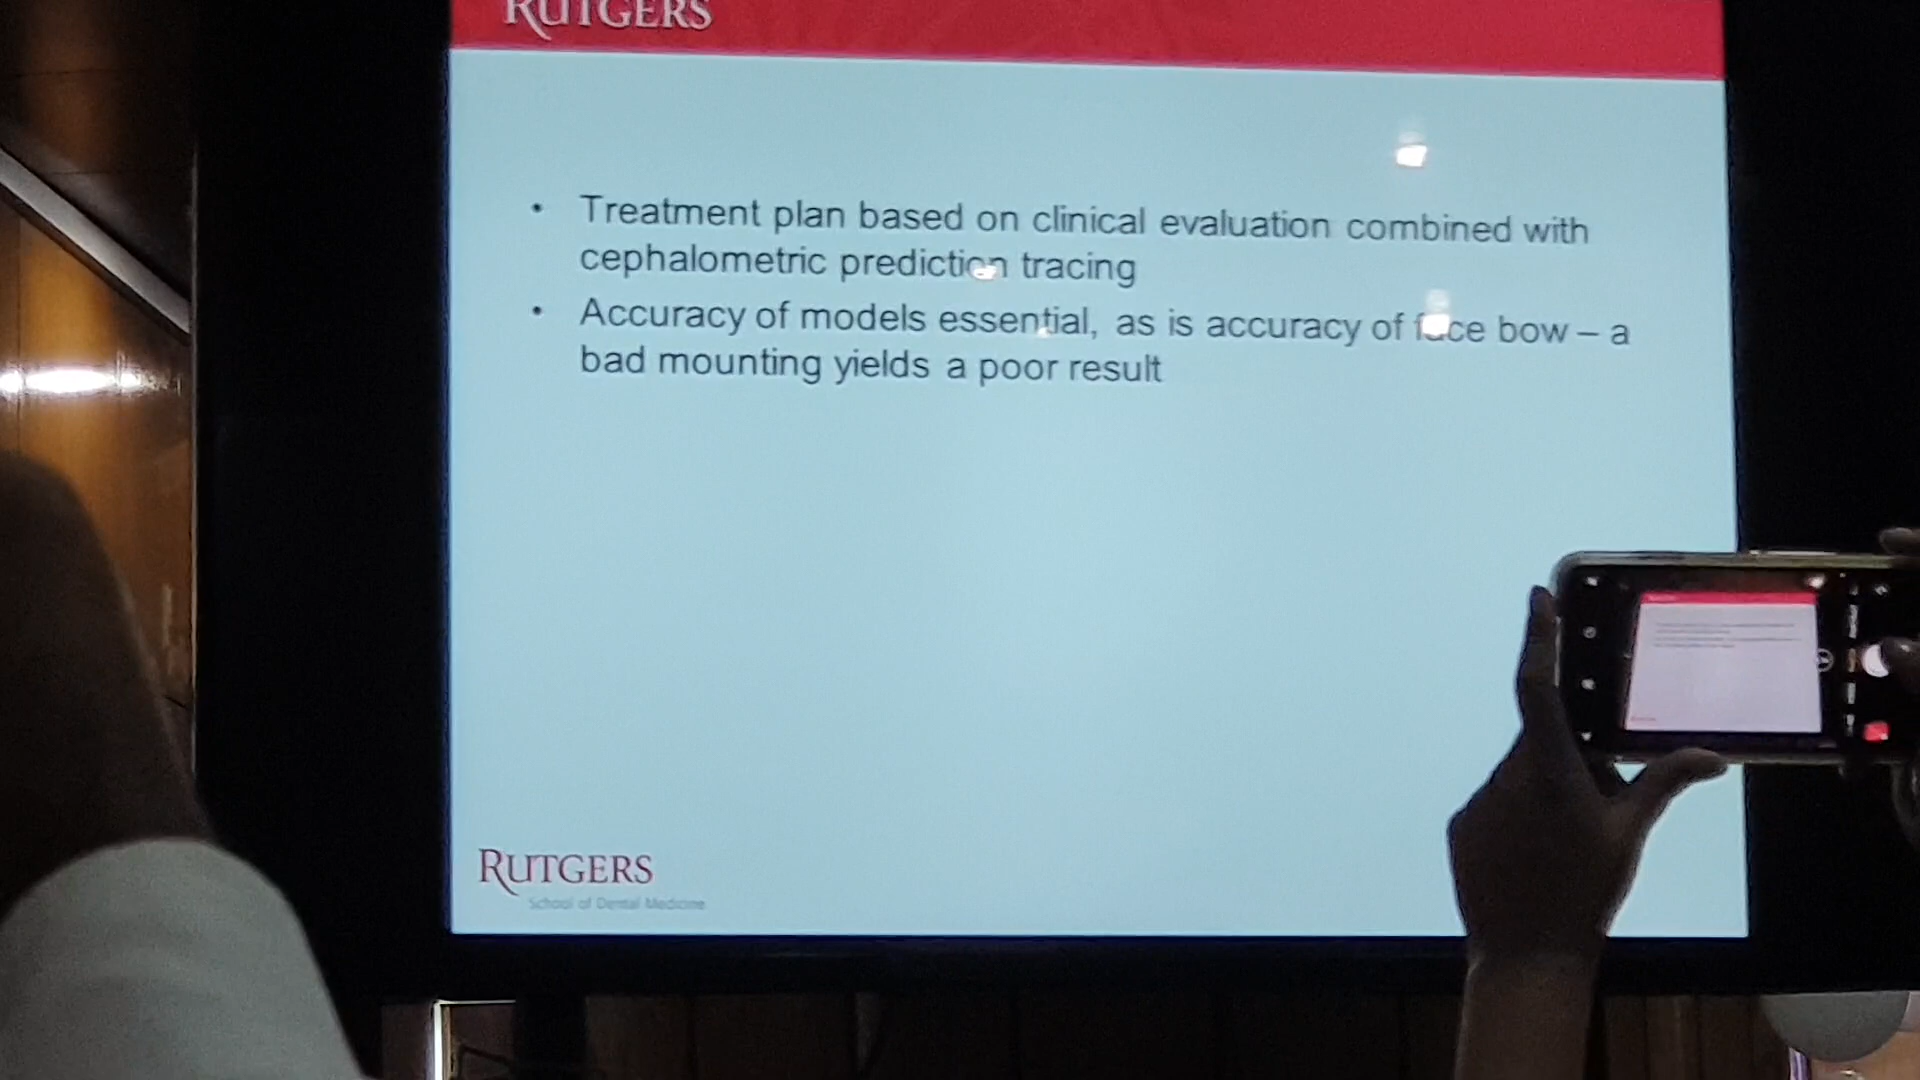 RUTGERS
• Treatment plan based on clinical evaluation combined with
cephalometric prediction tracing
• Accuracy of models essential, as is accuracy of face bow – a
bad mounting yields a poor result
RUTGERS
School of Dental Medicine